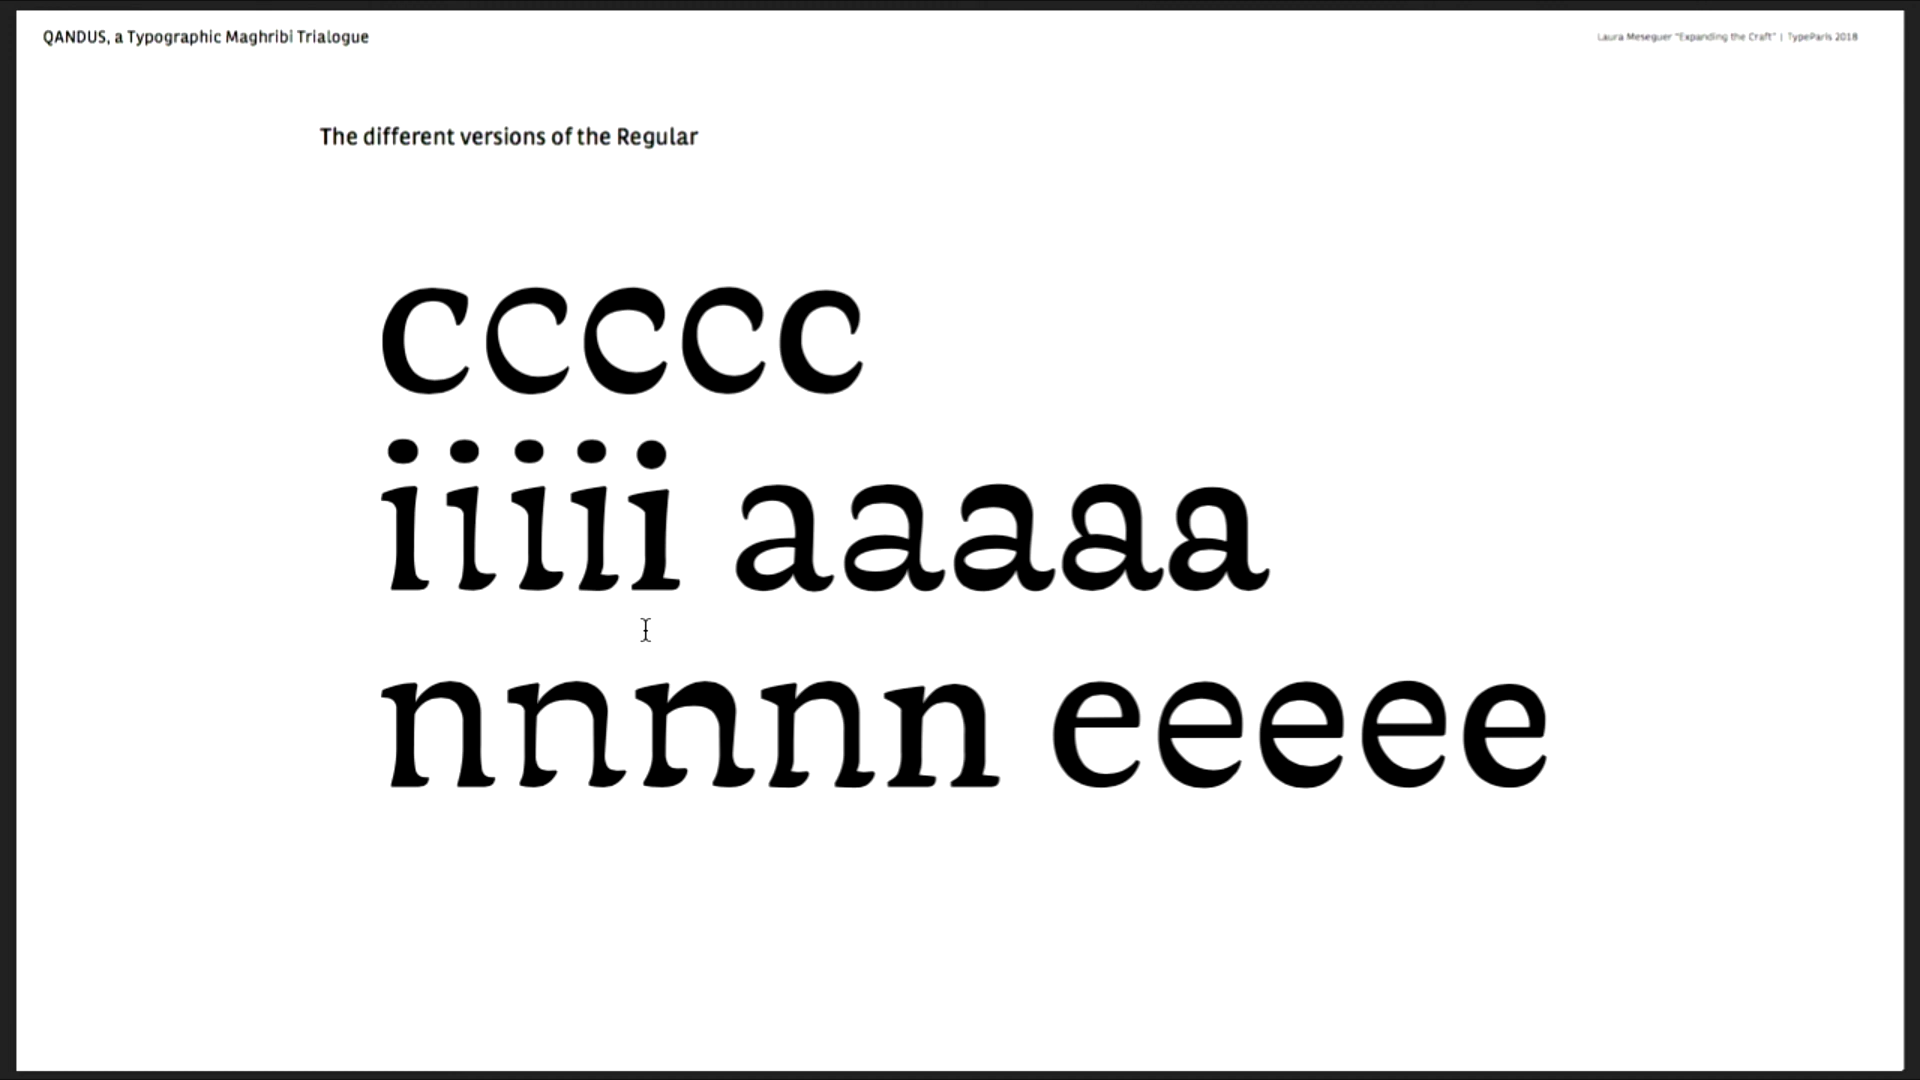 QANDUS, a Typographic Maghribi Trialogue
Laura Meseguer "Expanding the Craft" | TypeParis 2018
The different versions of the Regular
ccccc
iiiii aaaaa
nnnnn eeeee